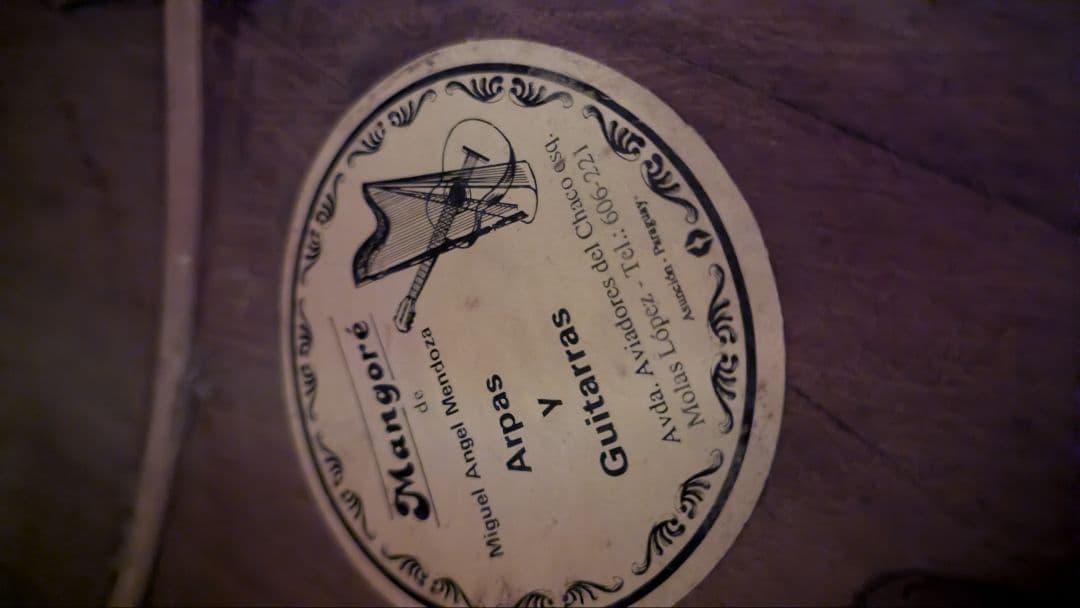 Mangoré
de
Miguel Angel Mendoza
Arpas
y
Guitarras
Avda. Aviadores del Chaco esq.
Molas López - Tel.: 606-221
Asunción - Paraguay-